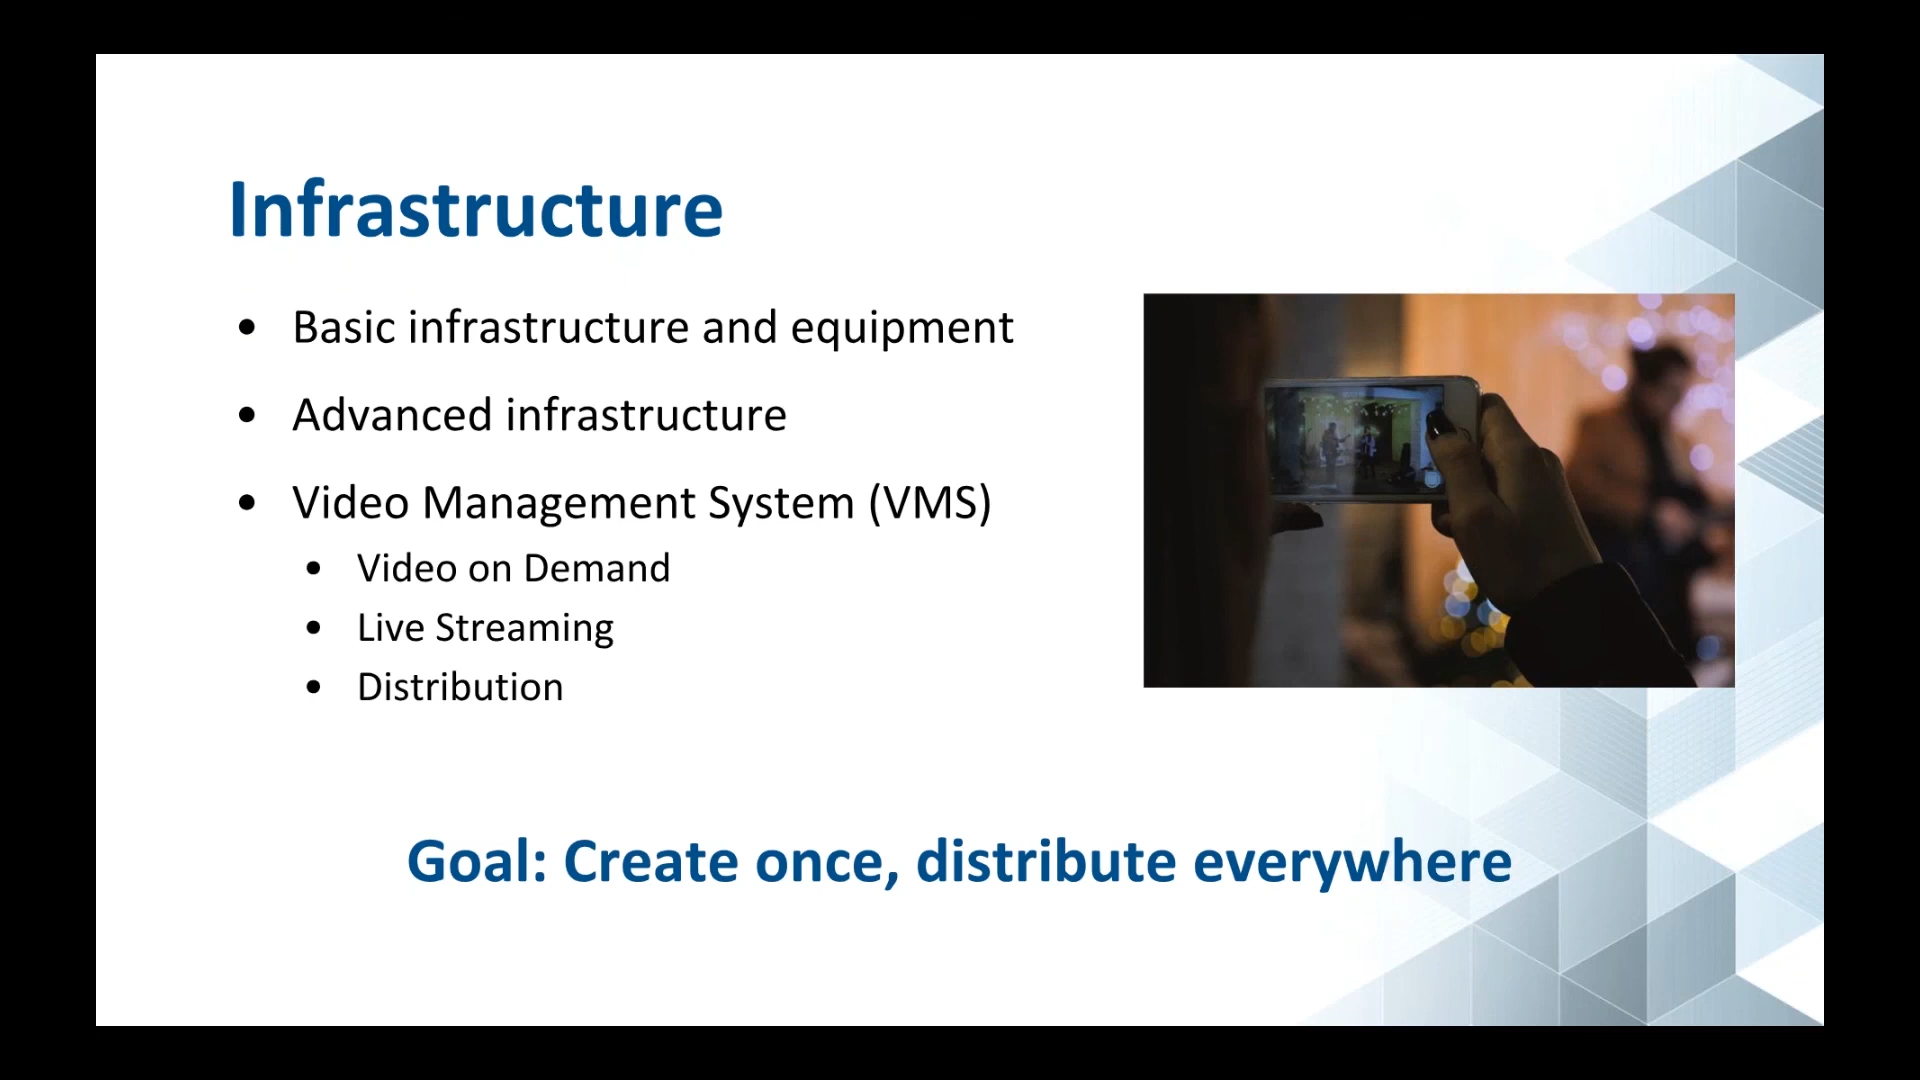 Infrastructure
• Basic infrastructure and equipment
• Advanced infrastructure
• Video Management System (VMS)
• Video on Demand
• Live Streaming
• Distribution
Goal: Create once, distribute everywhere